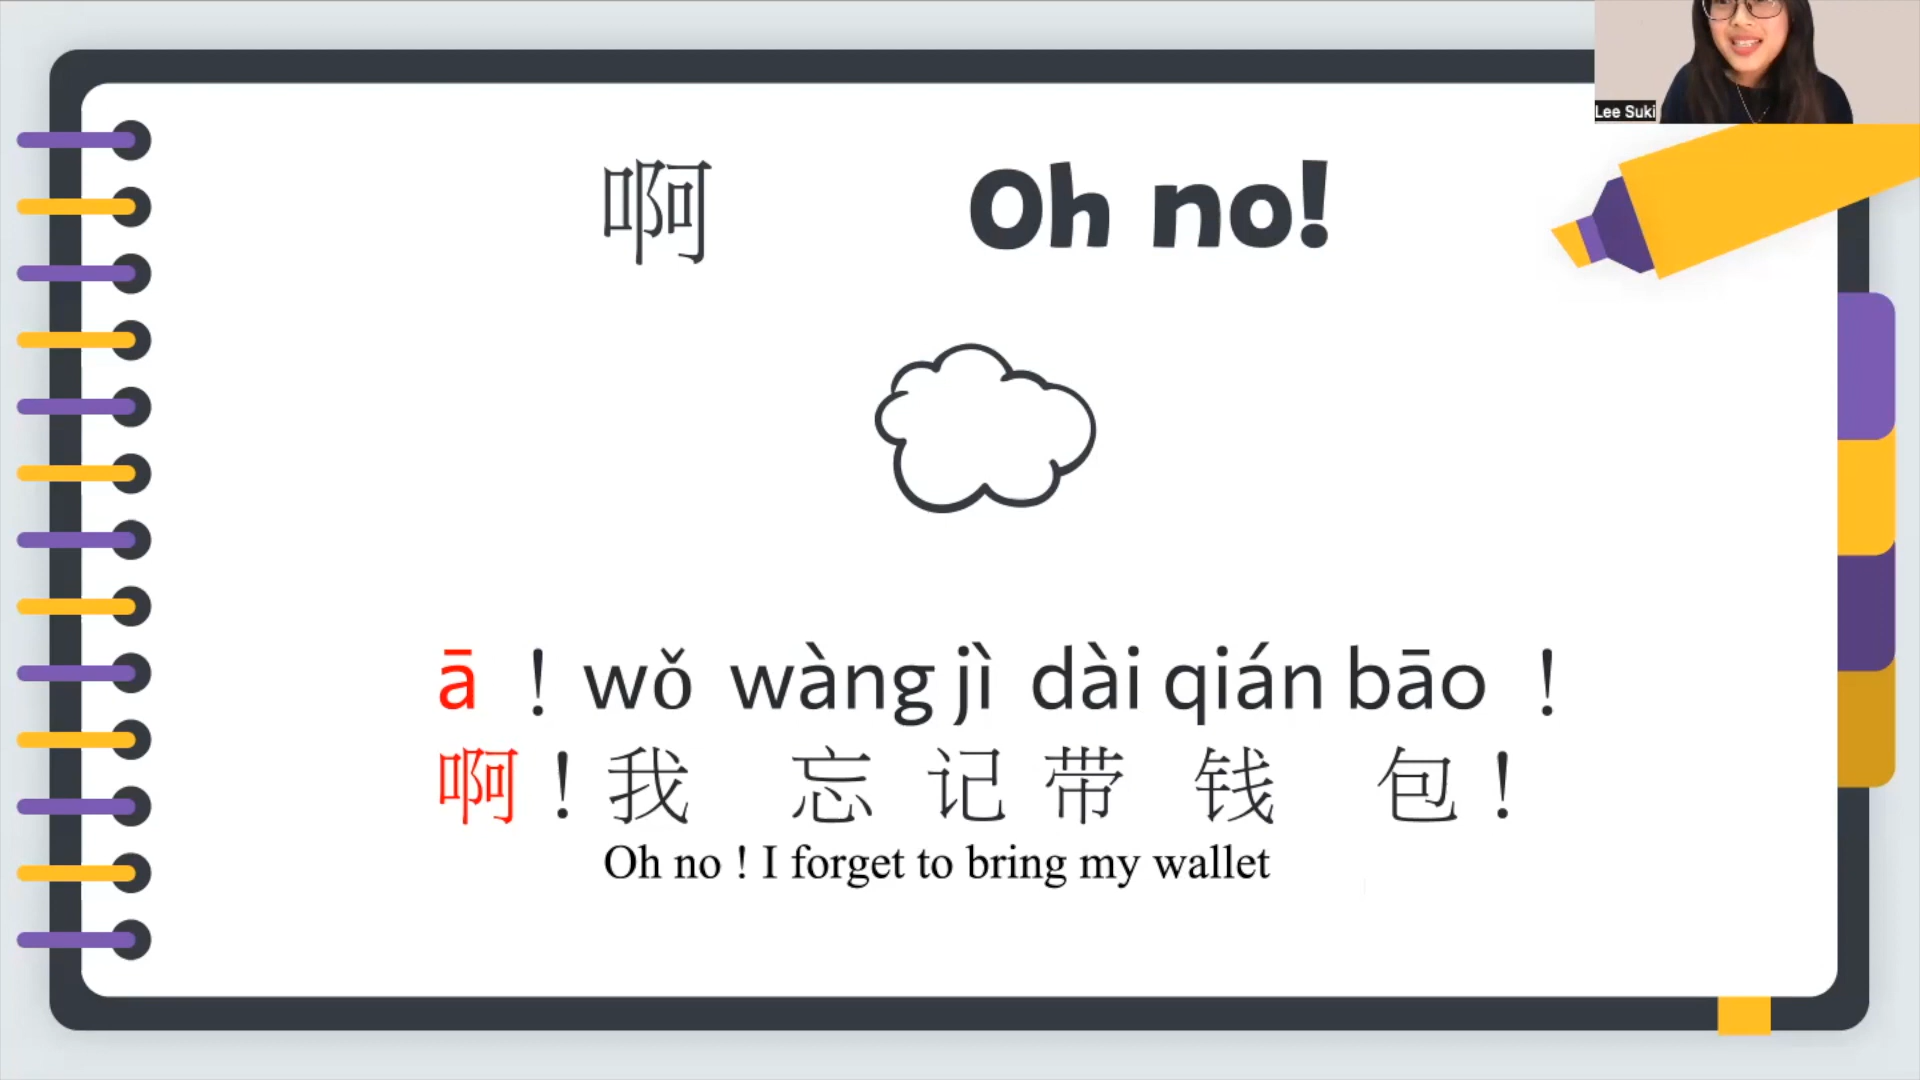 Lee Suki
啊 Oh no!
ā ！wǒ wàng jì dài qián bāo ！
啊！我 忘 记 带 钱 包！
Oh no ! I forget to bring my wallet